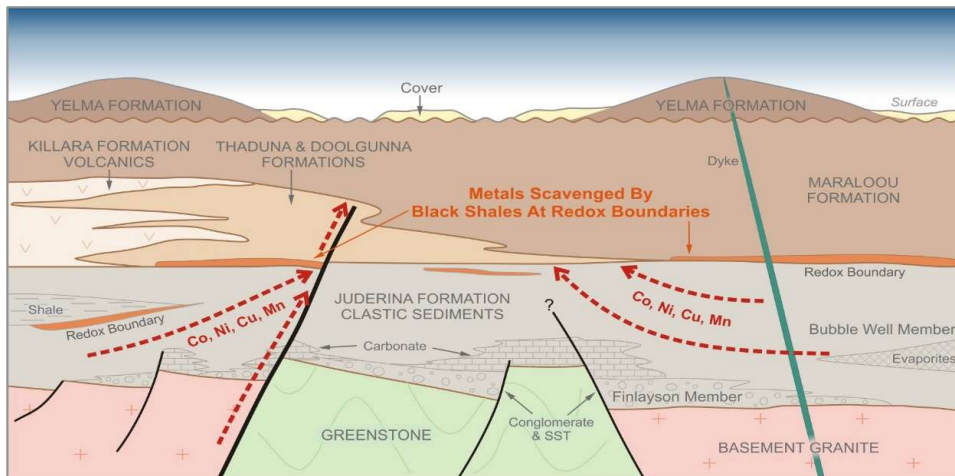 Cover
YELMA FORMATION
YELMA FORMATION
Surface
KILLARA FORMATION
VOLCANICS
THADUNA & DOOLGUNNA
FORMATIONS
Dyke
MARALOOU
FORMATION
Metals Scavenged By
Black Shales At Redox Boundaries
Redox Boundary
Shale
Redox Boundary
Co, Ni, Cu, Mn
JUDERINA FORMATION
CLASTIC SEDIMENTS
?
Co, Ni, Cu, Mn
Bubble Well Member
Carbonate
Evaporites
Finlayson Member
GREENSTONE
Conglomerate
& SST
BASEMENT GRANITE